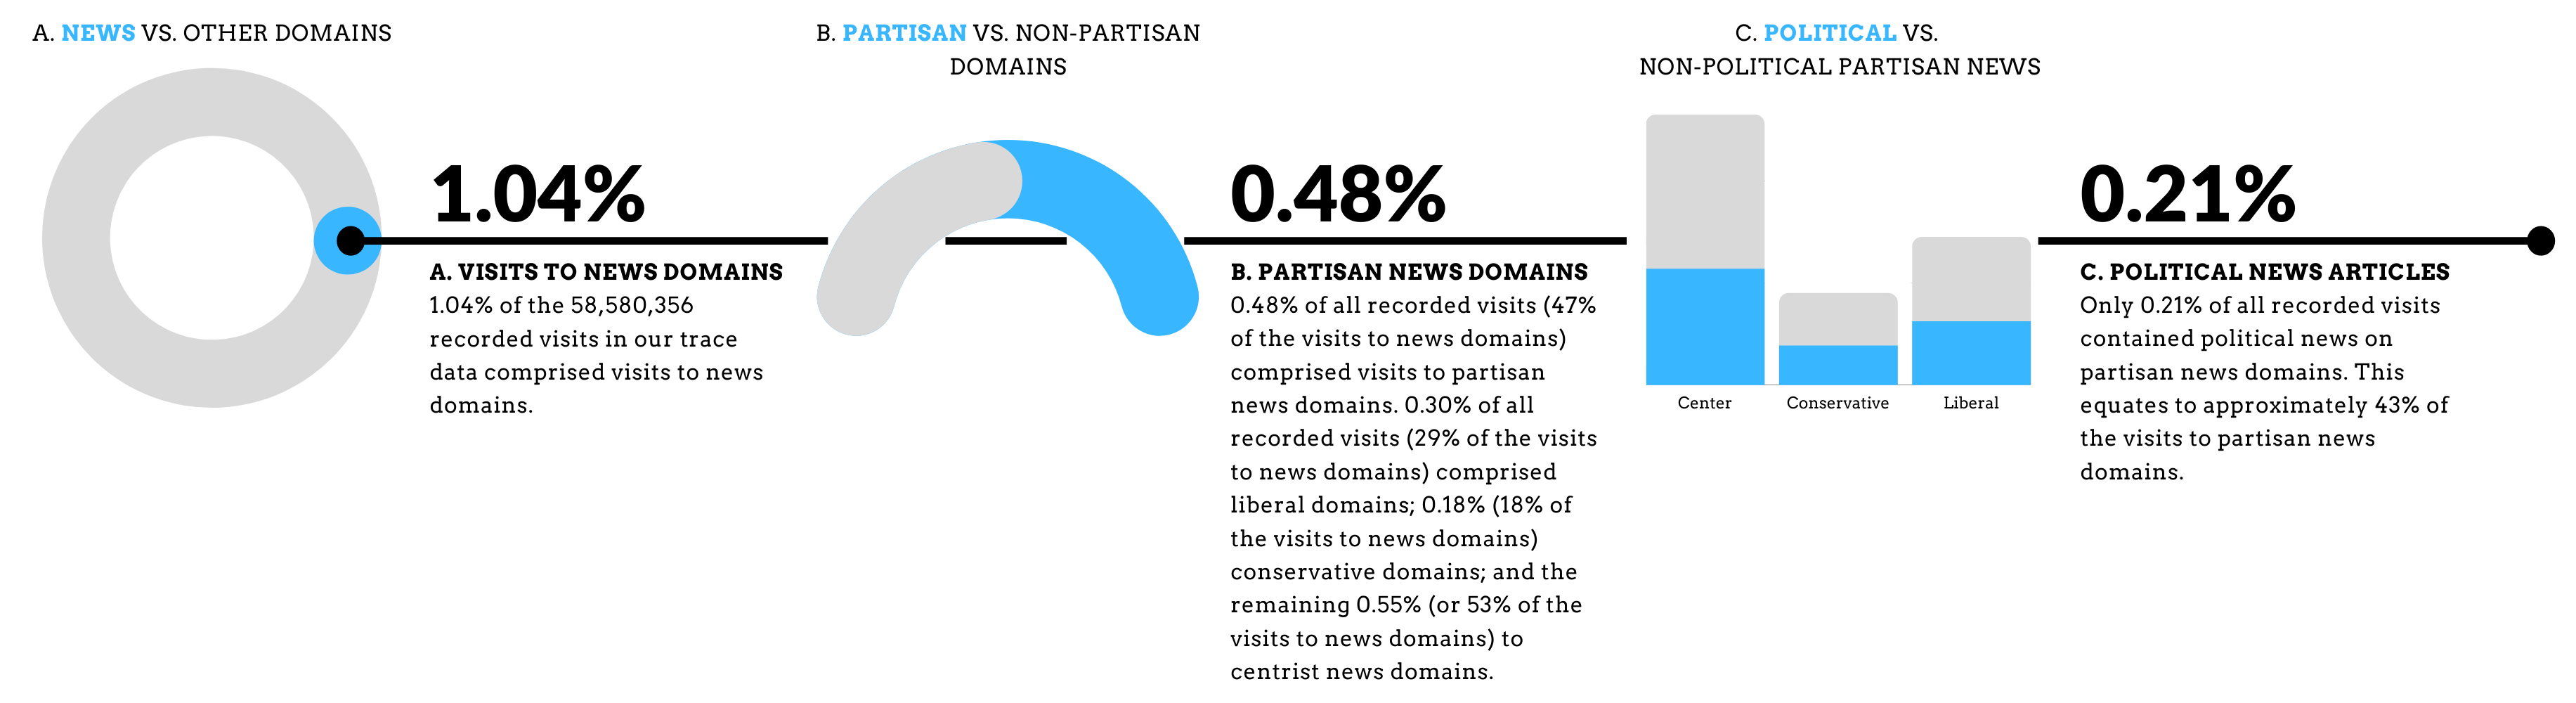 A. NEWS VS. OTHER DOMAINS
1.04%
A. VISITS TO NEWS DOMAINS
1.04% of the 58,580,356
recorded visits in our trace
data comprised visits to news
domains.
B. PARTISAN VS. NON-PARTISAN
DOMAINS
0.48%
B. PARTISAN NEWS DOMAINS
0.48% of all recorded visits (47%
of the visits to news domains)
comprised visits to partisan
news domains. 0.30% of all
recorded visits (29% of the visits
to news domains) comprised
liberal domains; 0.18% (18% of
the visits to news domains)
conservative domains; and the
remaining 0.55% (or 53% of the
visits to news domains) to
centrist news domains.
C. POLITICAL VS.
NON-POLITICAL PARTISAN NEWS
Center
Conservative
Liberal
0.21%
C. POLITICAL NEWS ARTICLES
Only 0.21% of all recorded visits
contained political news on
partisan news domains. This
equates to approximately 43% of
the visits to partisan news
domains.